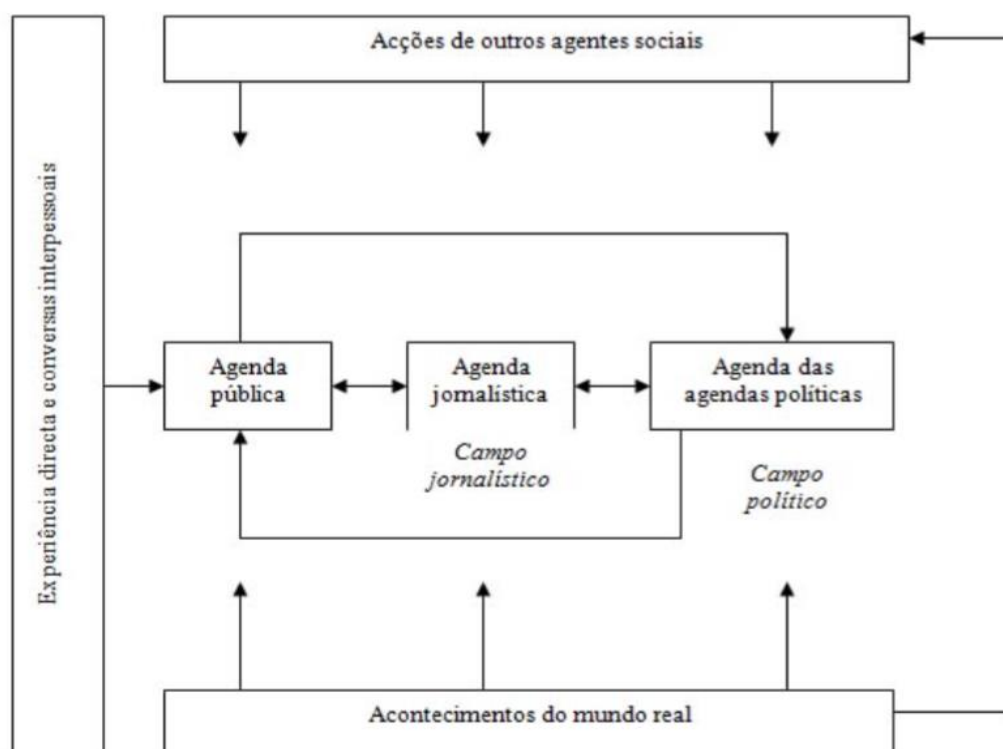 Acções de outros agentes sociais
Experiência directa e conversas interpessoais
Agenda
pública
Agenda
jornalística
Agenda das
agendas políticas
Campo
jornalístico
Campo
político
Acontecimentos do mundo real